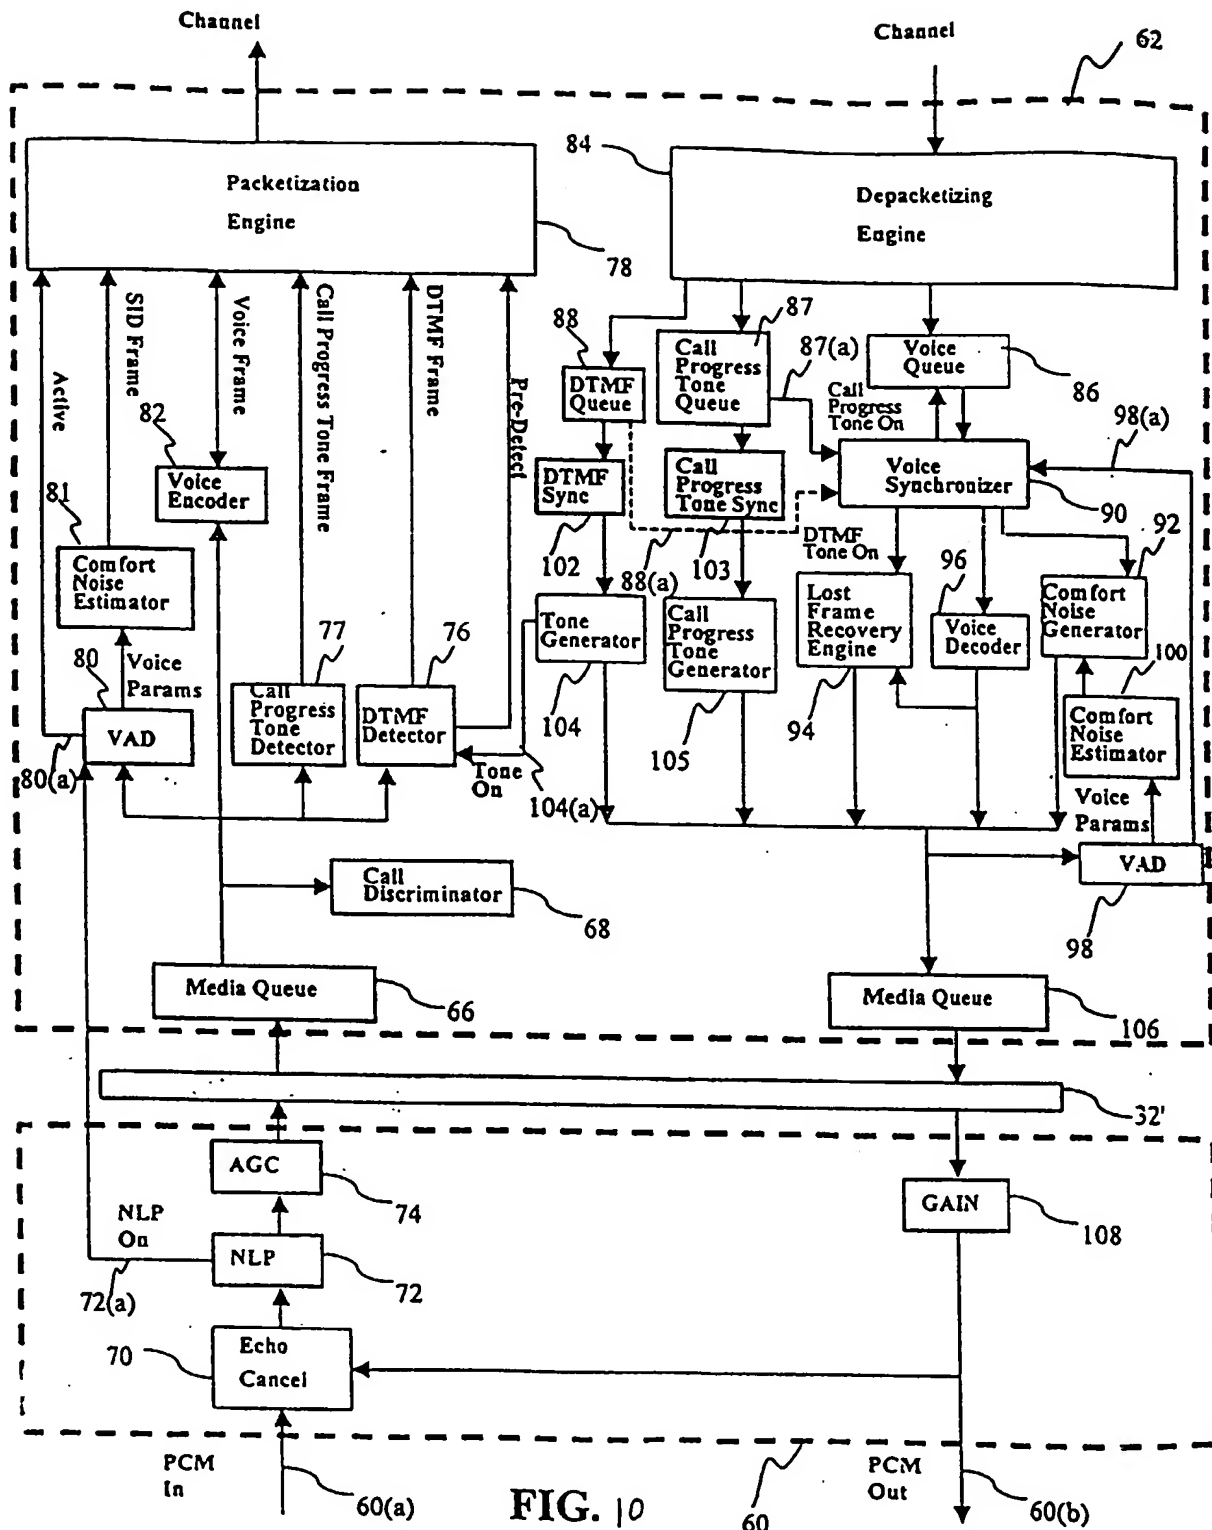 Channel
Channel
62
84
Packetization
Engine
Depacketizing
Engine
78
Active
SID Frame
Voice Frame
Call Progress Tone Frame
DTMF Frame
Pre-Detect
88
DTMF
Queue
87
Call
Progress
Tone
Queue
87(a)
Voice
Queue
86
Call
Progress
Tone On
98(a)
82
Voice
Encoder
81
Comfort
Noise
Estimator
DTMF
Sync
102
Call
Progress
Tone Sync
103
Voice
Synchronizer
90
92
DTMF
Tone On
88(a)
96
Tone
Generator
104
Call
Progress
Tone
Generator
105
Lost
Frame
Recovery
Engine
94
Voice
Decoder
Comfort
Noise
Generator
100
Comfort
Noise
Estimator
Voice
Params
80
VAD
80(a)
77
Call
Progress
Tone
Detector
76
DTMF
Detector
Tone
On
104(a)
Voice
Params
VAD
98
Call
Discriminator
68
Media Queue
66
Media Queue
106
32'
AGC
74
GAIN
108
NLP
On
NLP
72
72(a)
70
Echo
Cancel
PCM
In
60(a)
FIG. 10
60
PCM
Out
60(b)